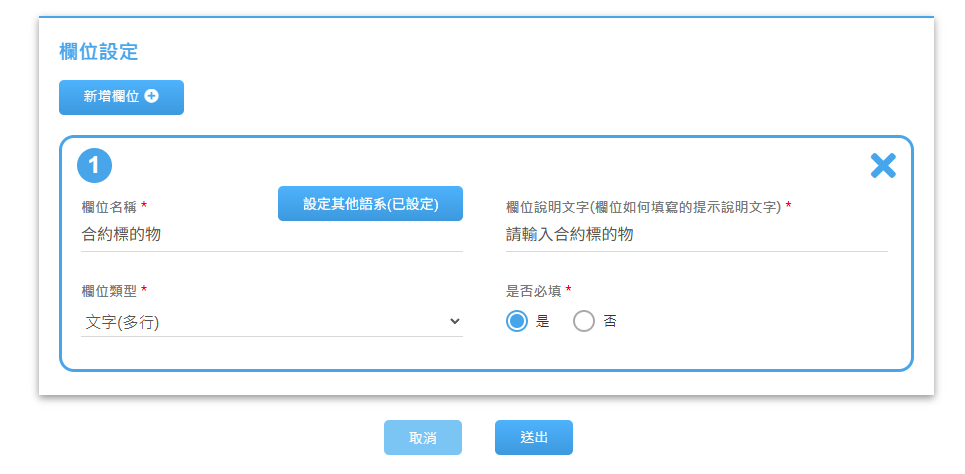 欄位設定
新增欄位
1
欄位名稱 *
設定其他語系(已設定)
合約標的物
欄位說明文字(欄位如何填寫的提示說明文字) *
請輸入合約標的物
欄位類型 *
文字(多行)
是否必填 *
是
否
取消
送出